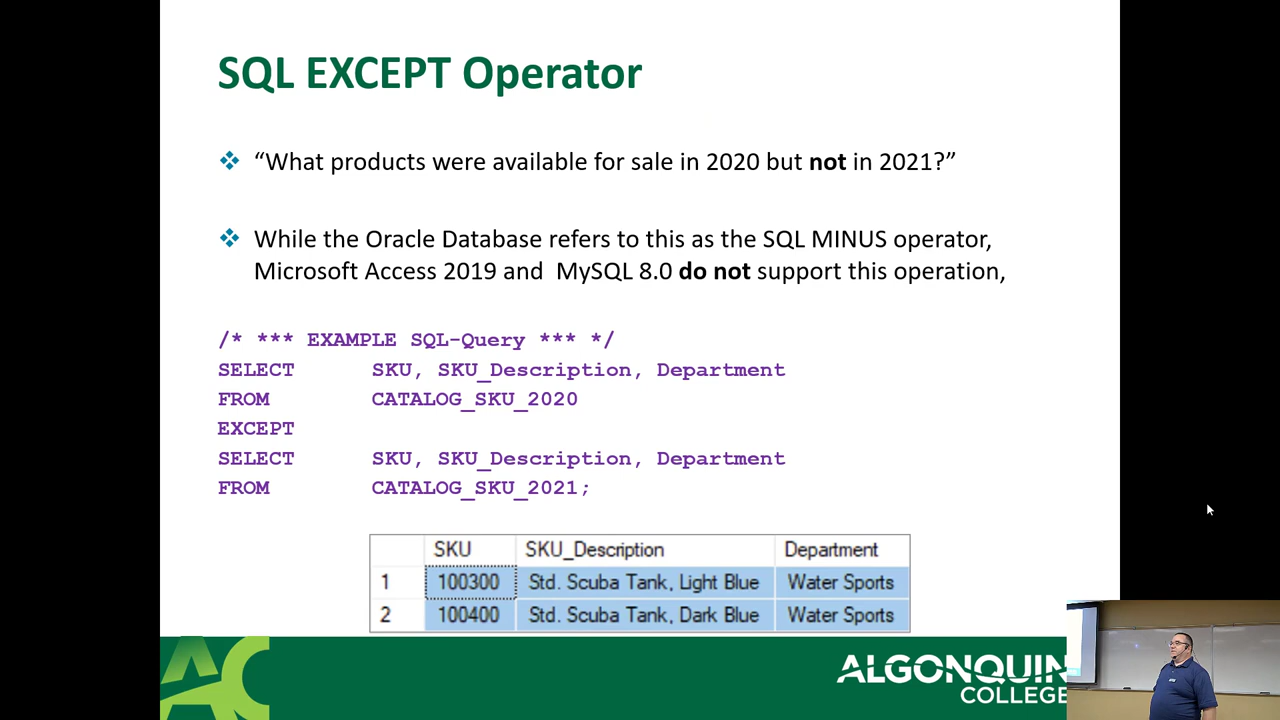 SQL EXCEPT Operator
“What products were available for sale in 2020 but not in 2021?”
While the Oracle Database refers to this as the SQL MINUS operator,
Microsoft Access 2019 and MySQL 8.0 do not support this operation,
/* *** EXAMPLE SQL-Query *** */
SELECT SKU, SKU_Description, Department
FROM CATALOG_SKU_2020
EXCEPT
SELECT SKU, SKU_Description, Department
FROM CATALOG_SKU_2021;
SKU SKU_Description Department
1 100300 Std. Scuba Tank, Light Blue Water Sports
2 100400 Std. Scuba Tank, Dark Blue Water Sports
AC
ALGONQUIN
COLLEGE